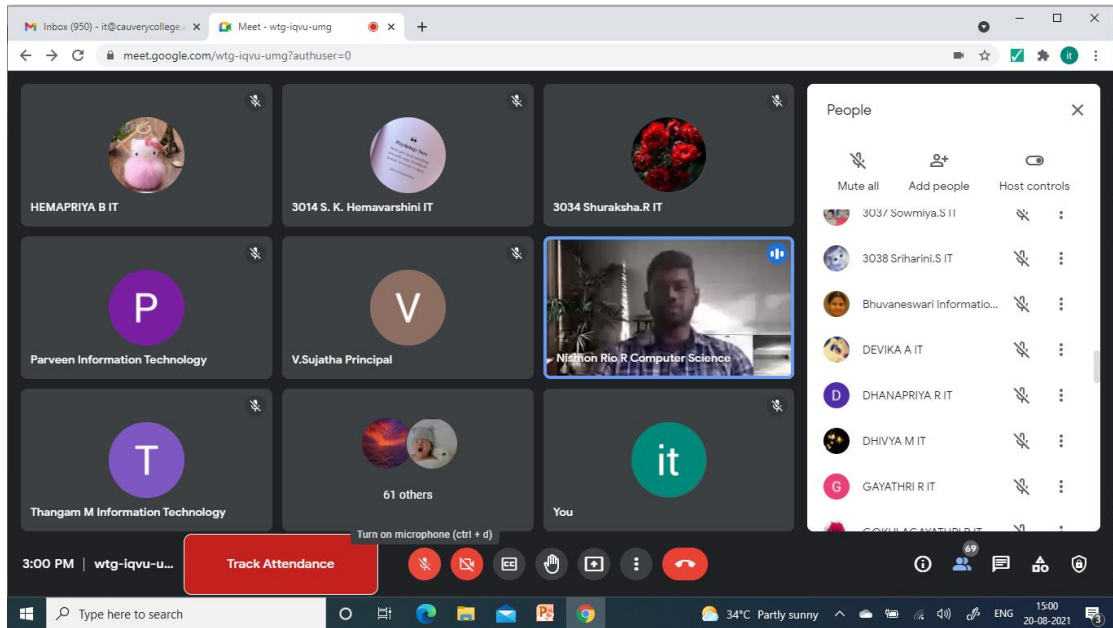 Inbox (950) - it@cauverycollege.a
Meet - wtg-iqvu-umg
meet.google.com/wtg-iqvu-umg?authuser=0
it
HEMAPRIYA B IT
3014 S. K. Hemavarshini IT
3034 Shuraksha.R IT
P
Parveen Information Technology
V
V.Sujatha Principal
Nishmon Rio R Computer Science
T
Thangam M Information Technology
61 others
it
You
People
Mute all
Add people
Host controls
3037 Sowmiya.S IT
3038 Sriharini.S IT
Bhuvaneswari Informatio...
DEVIKA A IT
D
DHANAPRIYA R IT
DHIVYA M IT
G
GAYATHRI R IT
Turn on microphone (ctrl + d)
3:00 PM | wtg-iqvu-u...
Track Attendance
CC
69
Type here to search
34°C Partly sunny
ENG
15:00
20-08-2021
3